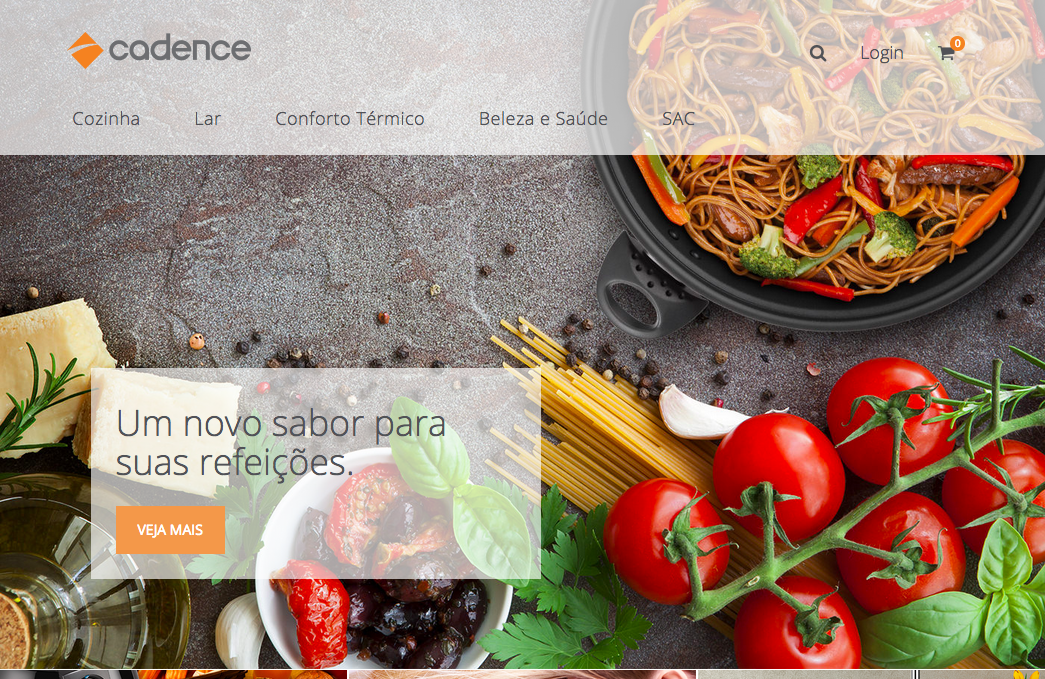 cadence
Login
0
Cozinha Lar Conforto Térmico Beleza e Saúde SAC
Um novo sabor para
suas refeições.
VEJA MAIS